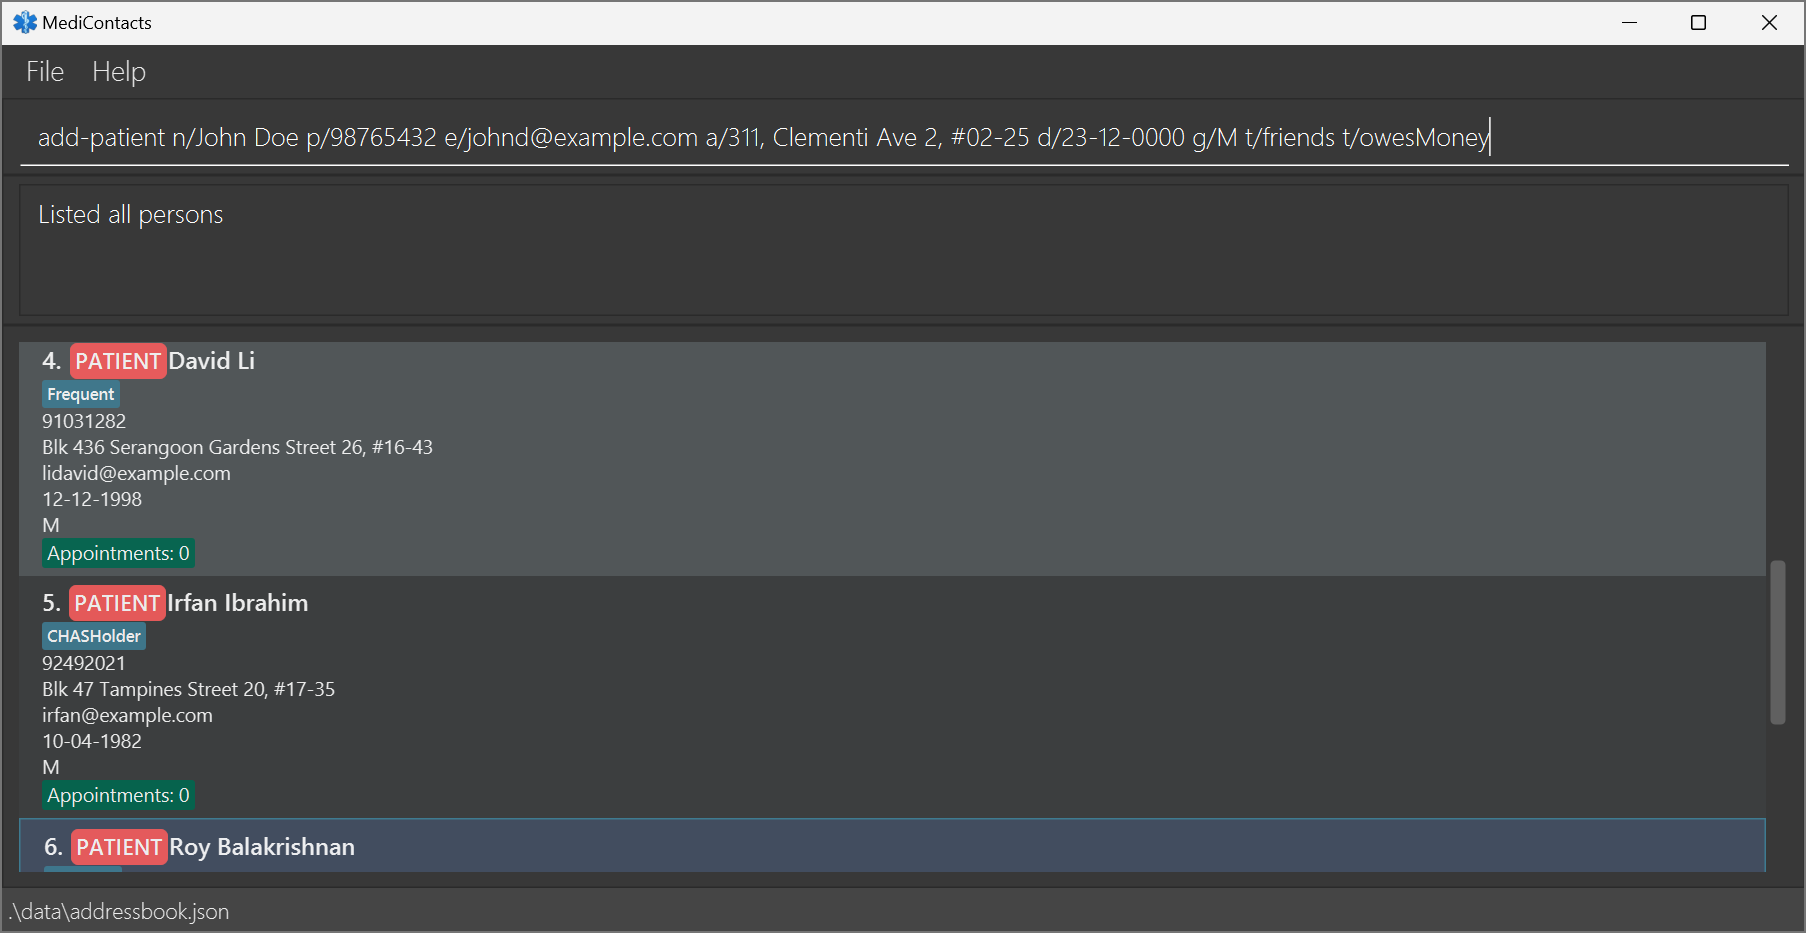 MediContacts
File Help
add-patient n/John Doe p/98765432 e/johnd@example.com a/311, Clementi Ave 2, #02-25 d/23-12-0000 g/M t/friends t/owesMoney
Listed all persons
4. PATIENT David Li
Frequent
91031282
Blk 436 Serangoon Gardens Street 26, #16-43
lidavid@example.com
12-12-1998
M
Appointments: 0
5. PATIENT Irfan Ibrahim
CHASHolder
92492021
Blk 47 Tampines Street 20, #17-35
irfan@example.com
10-04-1982
M
Appointments: 0
6. PATIENT Roy Balakrishnan
.\data\addressbook.json